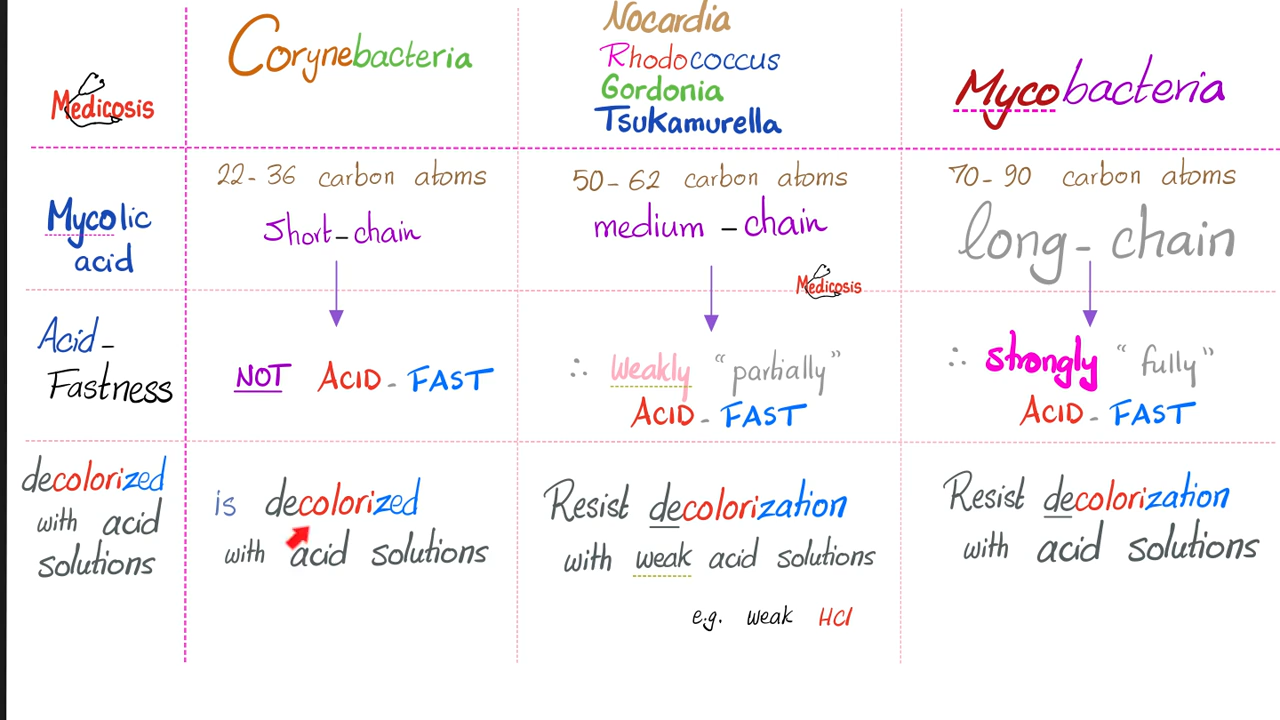 Corynebacteria
Nocardia
Rhodococcus
Gordonia
Tsukamurella
Mycobacteria
Medicosis
Mycolic
acid
22-36 carbon atoms
short-chain
50-62 carbon atoms
medium-chain
Medicosis
70-90 carbon atoms
long-chain
Acid-
Fastness
NOT ACID-FAST
∴ Weakly "partially"
ACID-FAST
∴ strongly "fully"
ACID-FAST
decolorized
with acid
solutions
is decolorized
with acid solutions
Resist decolorization
with weak acid solutions
e.g. weak HCl
Resist decolorization
with acid solutions